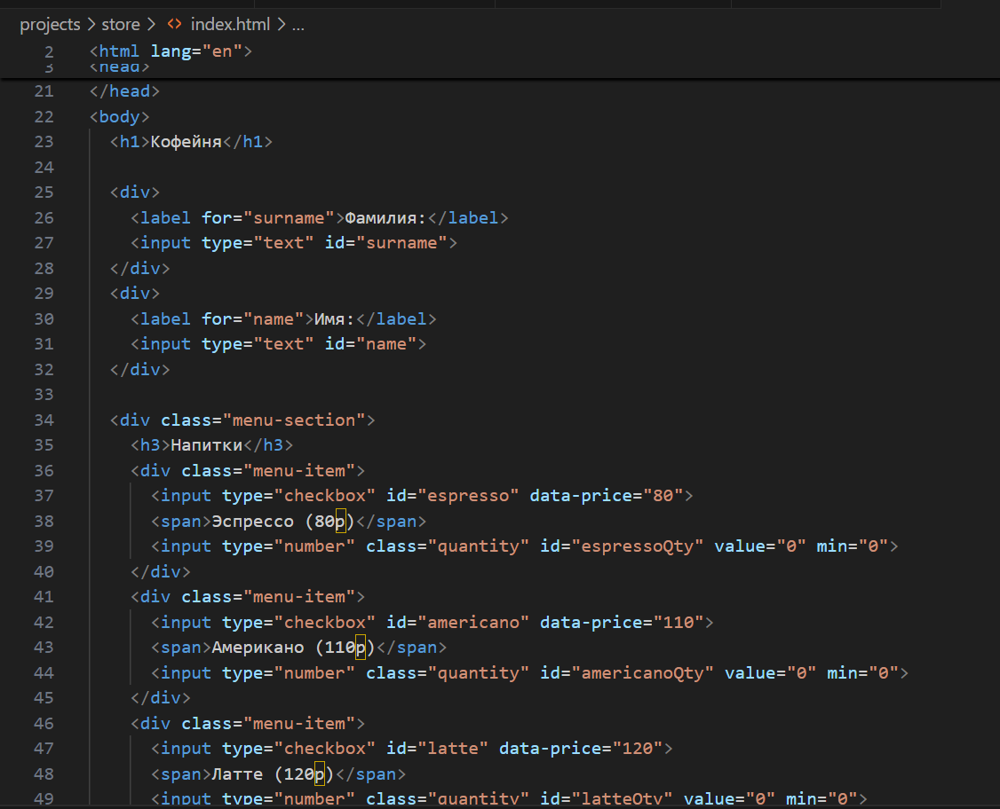 projects > store > <> index.html > ...
2 <html lang="en">
3 <head>
21 </head>
22 <body>
23 <h1>Кофейня</h1>
24
25 <div>
26 <label for="surname">Фамилия:</label>
27 <input type="text" id="surname">
28 </div>
29 <div>
30 <label for="name">Имя:</label>
31 <input type="text" id="name">
32 </div>
33
34 <div class="menu-section">
35 <h3>Напитки</h3>
36 <div class="menu-item">
37 <input type="checkbox" id="espresso" data-price="80">
38 <span>Эспрессо (80р)</span>
39 <input type="number" class="quantity" id="espressoQty" value="0" min="0">
40 </div>
41 <div class="menu-item">
42 <input type="checkbox" id="americano" data-price="110">
43 <span>Американо (110р)</span>
44 <input type="number" class="quantity" id="americanoQty" value="0" min="0">
45 </div>
46 <div class="menu-item">
47 <input type="checkbox" id="latte" data-price="120">
48 <span>Латте (120р)</span>
49 <input type="number" class="quantity" id="latteQty" value="0" min="0">